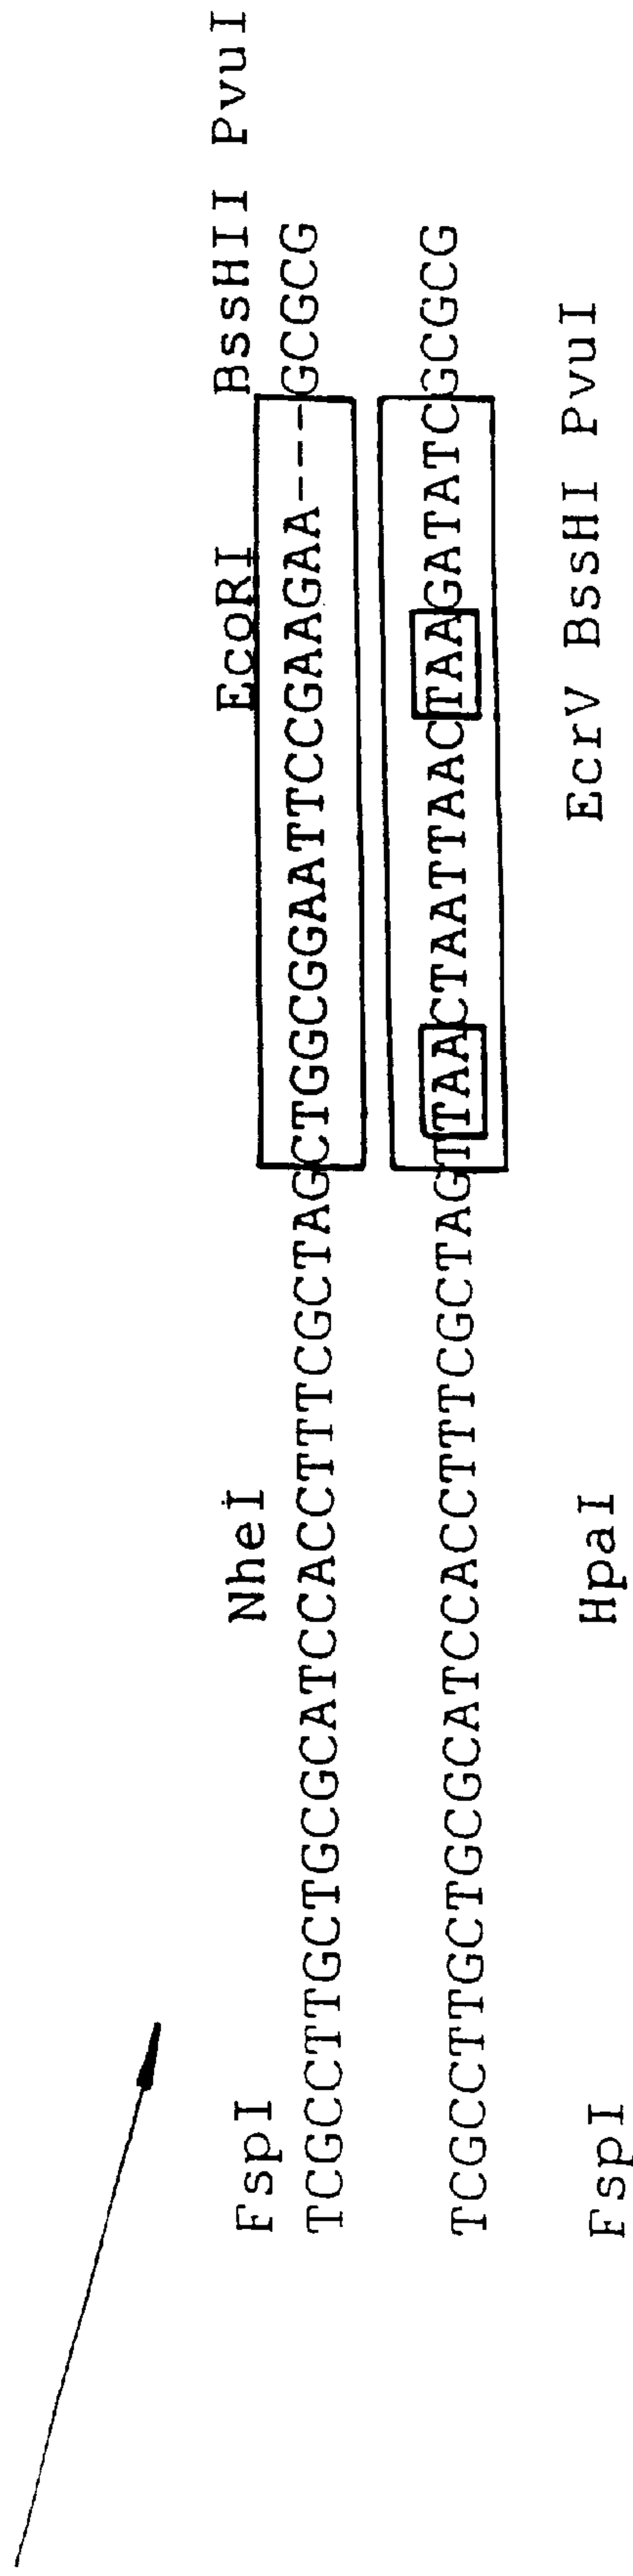 FspI NheI EcoRI BssHII PvuI
TCGCCTTGCTGCGCATCCACCTTTCGCTAGCTGGCGGAATTCCGAAGAA---GCGCG
TCGCCTTGCTGCGCATCCACCTTTCGCTAGTTAACTAATTAACTAAGATATCGCGCG
FspI HpaI EcrV BssHI PvuI